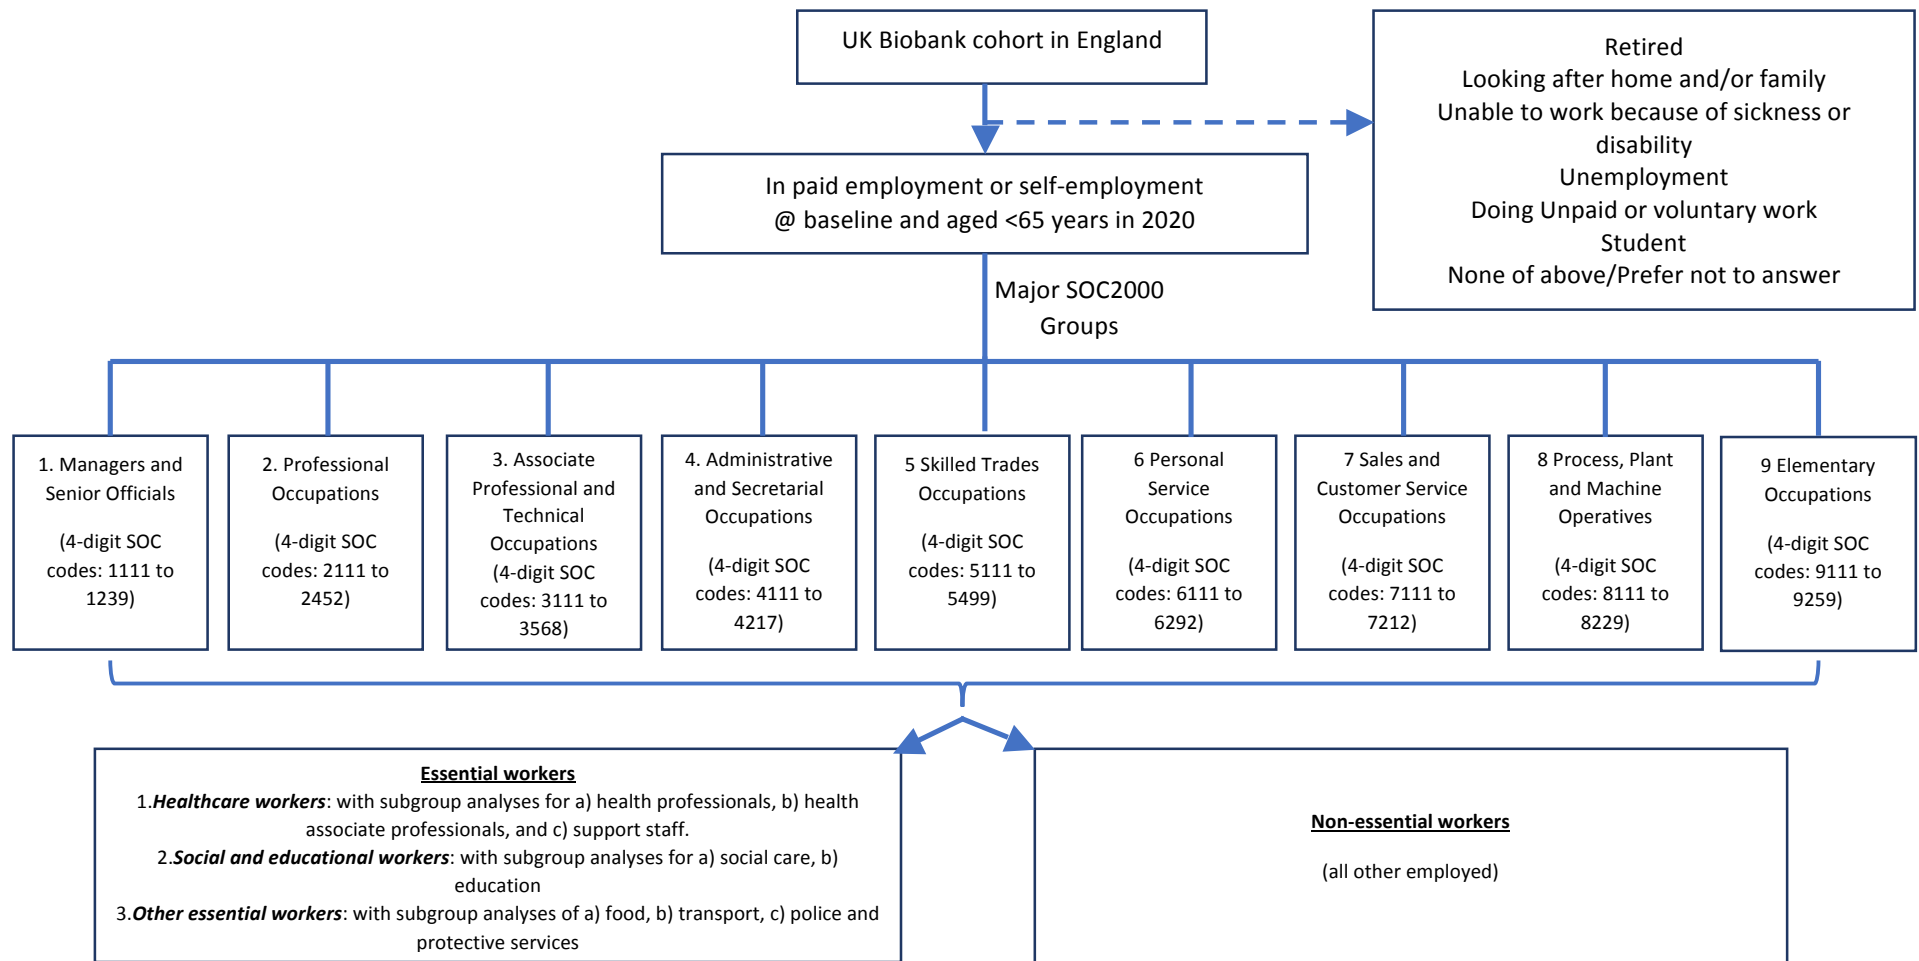 UK Biobank cohort in England
Retired
Looking after home and/or family
Unable to work because of sickness or
disability
Unemployment
Doing Unpaid or voluntary work
Student
None of above/Prefer not to answer
In paid employment or self-employment
@ baseline and aged <65 years in 2020
Major SOC2000
Groups
1. Managers and
Senior Officials
(4-digit SOC
codes: 1111 to
1239)
2. Professional
Occupations
(4-digit SOC
codes: 2111 to
2452)
3. Associate
Professional and
Technical
Occupations
(4-digit SOC
codes: 3111 to
3568)
4. Administrative
and Secretarial
Occupations
(4-digit SOC
codes: 4111 to
4217)
5 Skilled Trades
Occupations
(4-digit SOC
codes: 5111 to
5499)
6 Personal
Service
Occupations
(4-digit SOC
codes: 6111 to
6292)
7 Sales and
Customer Service
Occupations
(4-digit SOC
codes: 7111 to
7212)
8 Process, Plant
and Machine
Operatives
(4-digit SOC
codes: 8111 to
8229)
9 Elementary
Occupations
(4-digit SOC
codes: 9111 to
9259)
Essential workers
1.Healthcare workers: with subgroup analyses for a) health professionals, b) health
associate professionals, and c) support staff.
2.Social and educational workers: with subgroup analyses for a) social care, b)
education
3.Other essential workers: with subgroup analyses of a) food, b) transport, c) police and
protective services
Non-essential workers
(all other employed)